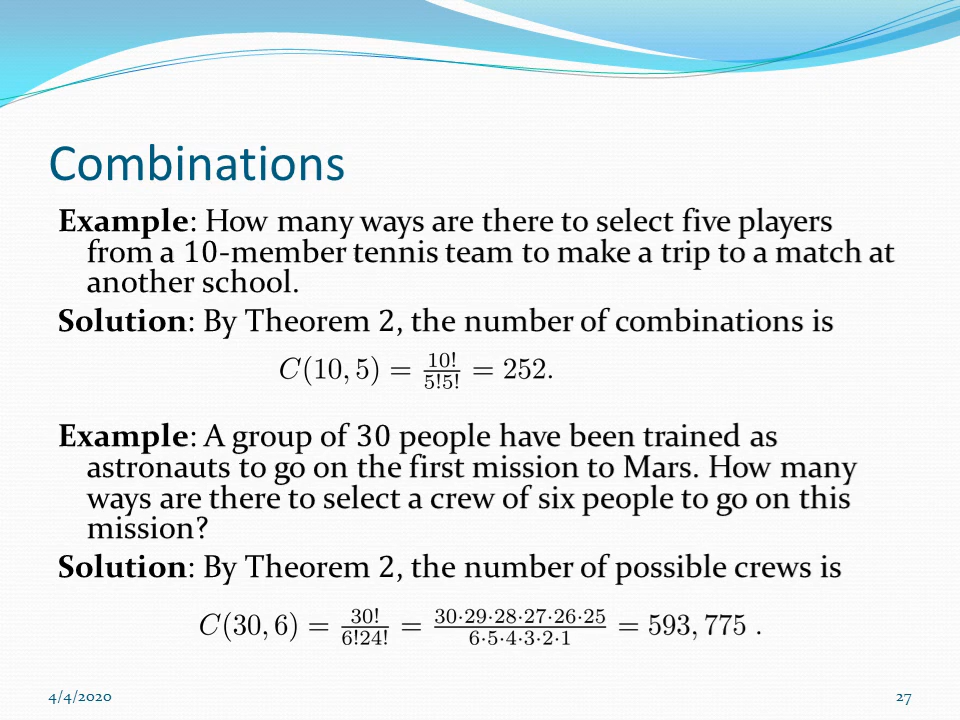 Combinations
Example: How many ways are there to select five players
from a 10-member tennis team to make a trip to a match at
another school.
Solution: By Theorem 2, the number of combinations is
C(10, 5) = 10!/5!5! = 252.
Example: A group of 30 people have been trained as
astronauts to go on the first mission to Mars. How many
ways are there to select a crew of six people to go on this
mission?
Solution: By Theorem 2, the number of possible crews is
C(30, 6) = 30!/6!24! = 30·29·28·27·26·25/6·5·4·3·2·1 = 593, 775 .
4/4/2020 27